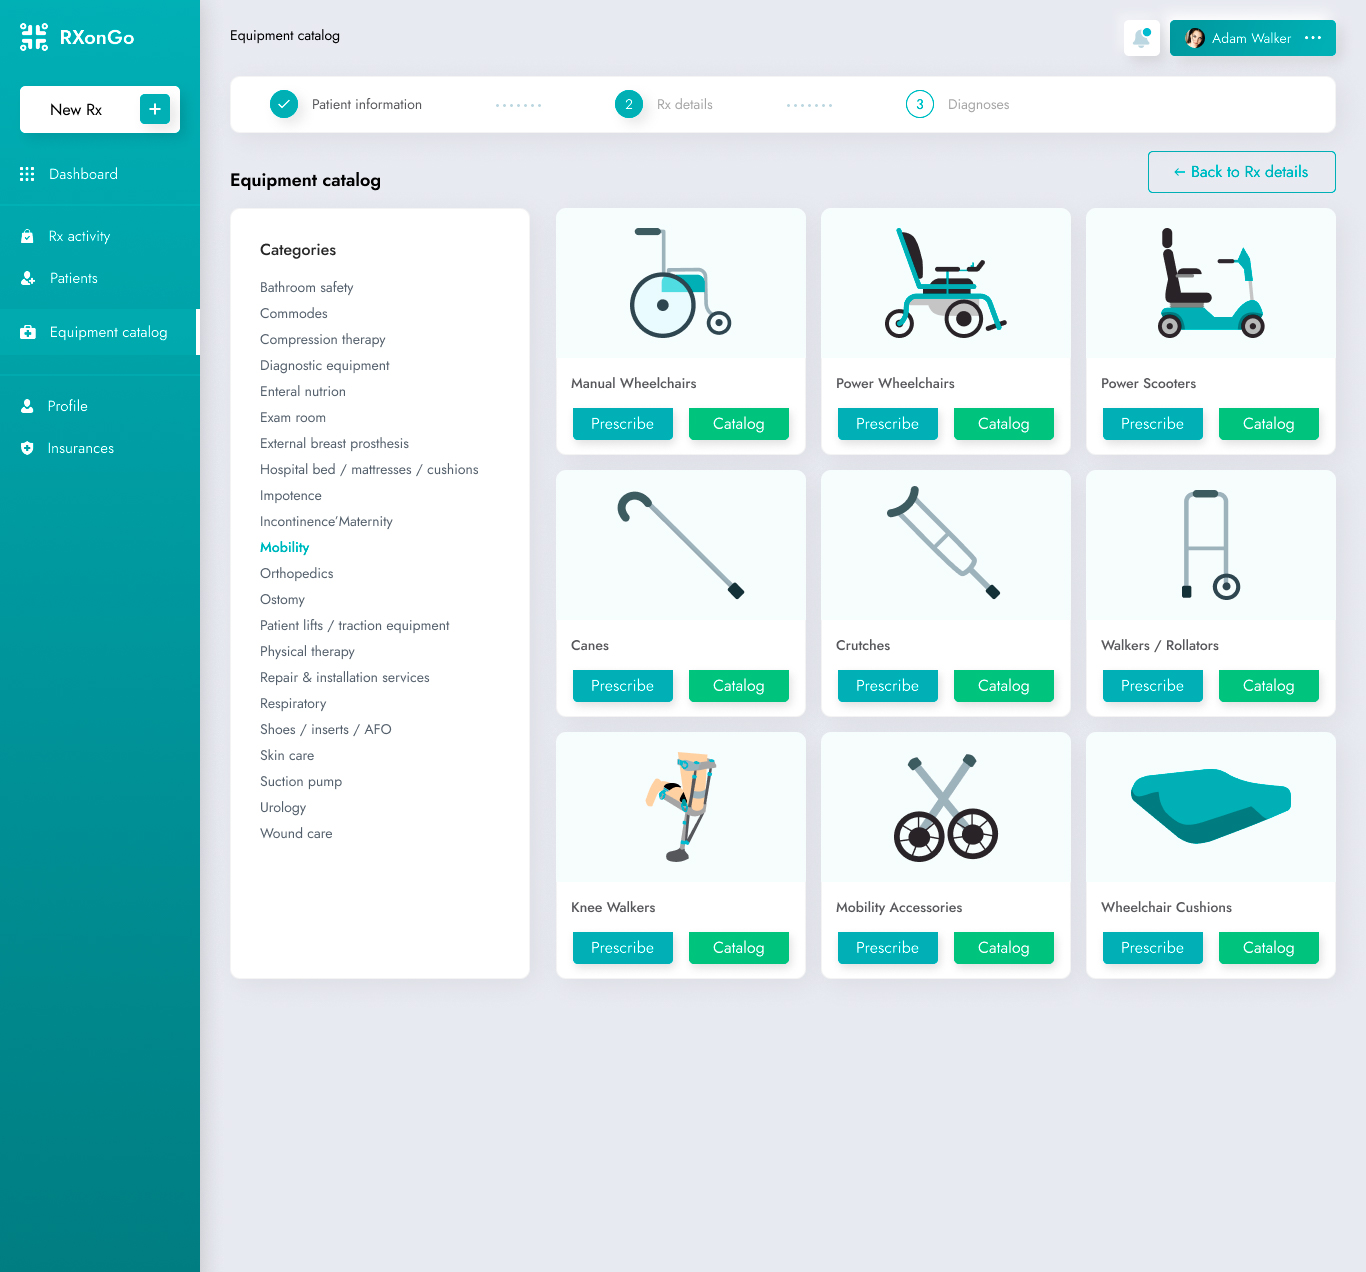 RXonGo
New Rx
Dashboard
Rx activity
Patients
Equipment catalog
Profile
Insurances
Equipment catalog
Adam Walker
Patient information
2
Rx details
3
Diagnoses
Equipment catalog
← Back to Rx details
Categories
Bathroom safety
Commodes
Compression therapy
Diagnostic equipment
Enteral nutrion
Exam room
External breast prosthesis
Hospital bed / mattresses / cushions
Impotence
Incontinence'Maternity
Mobility
Orthopedics
Ostomy
Patient lifts / traction equipment
Physical therapy
Repair & installation services
Respiratory
Shoes / inserts / AFO
Skin care
Suction pump
Urology
Wound care
Manual Wheelchairs
Prescribe
Catalog
Power Wheelchairs
Prescribe
Catalog
Power Scooters
Prescribe
Catalog
Canes
Prescribe
Catalog
Crutches
Prescribe
Catalog
Walkers / Rollators
Prescribe
Catalog
Knee Walkers
Prescribe
Catalog
Mobility Accessories
Prescribe
Catalog
Wheelchair Cushions
Prescribe
Catalog